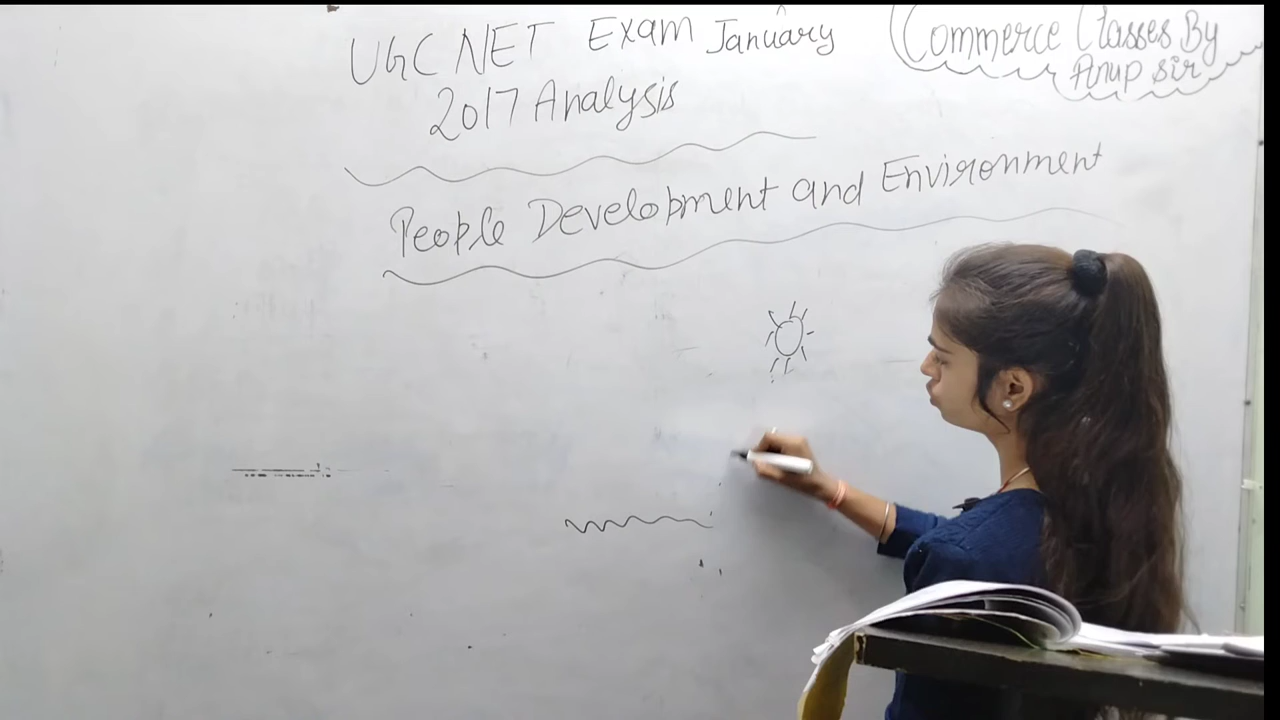 UGC NET Exam January
2017 Analysis
Commerce Classes By
Anup sir
People Development and Environment